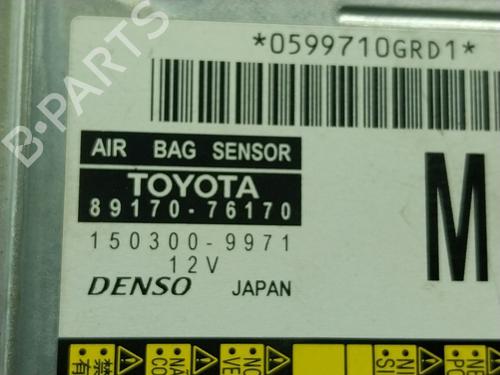 *0599710GRD1*
AIR BAG SENSOR
TOYOTA
89170-76170
150300-9971
12V
DENSO JAPAN
M
B·PARTS